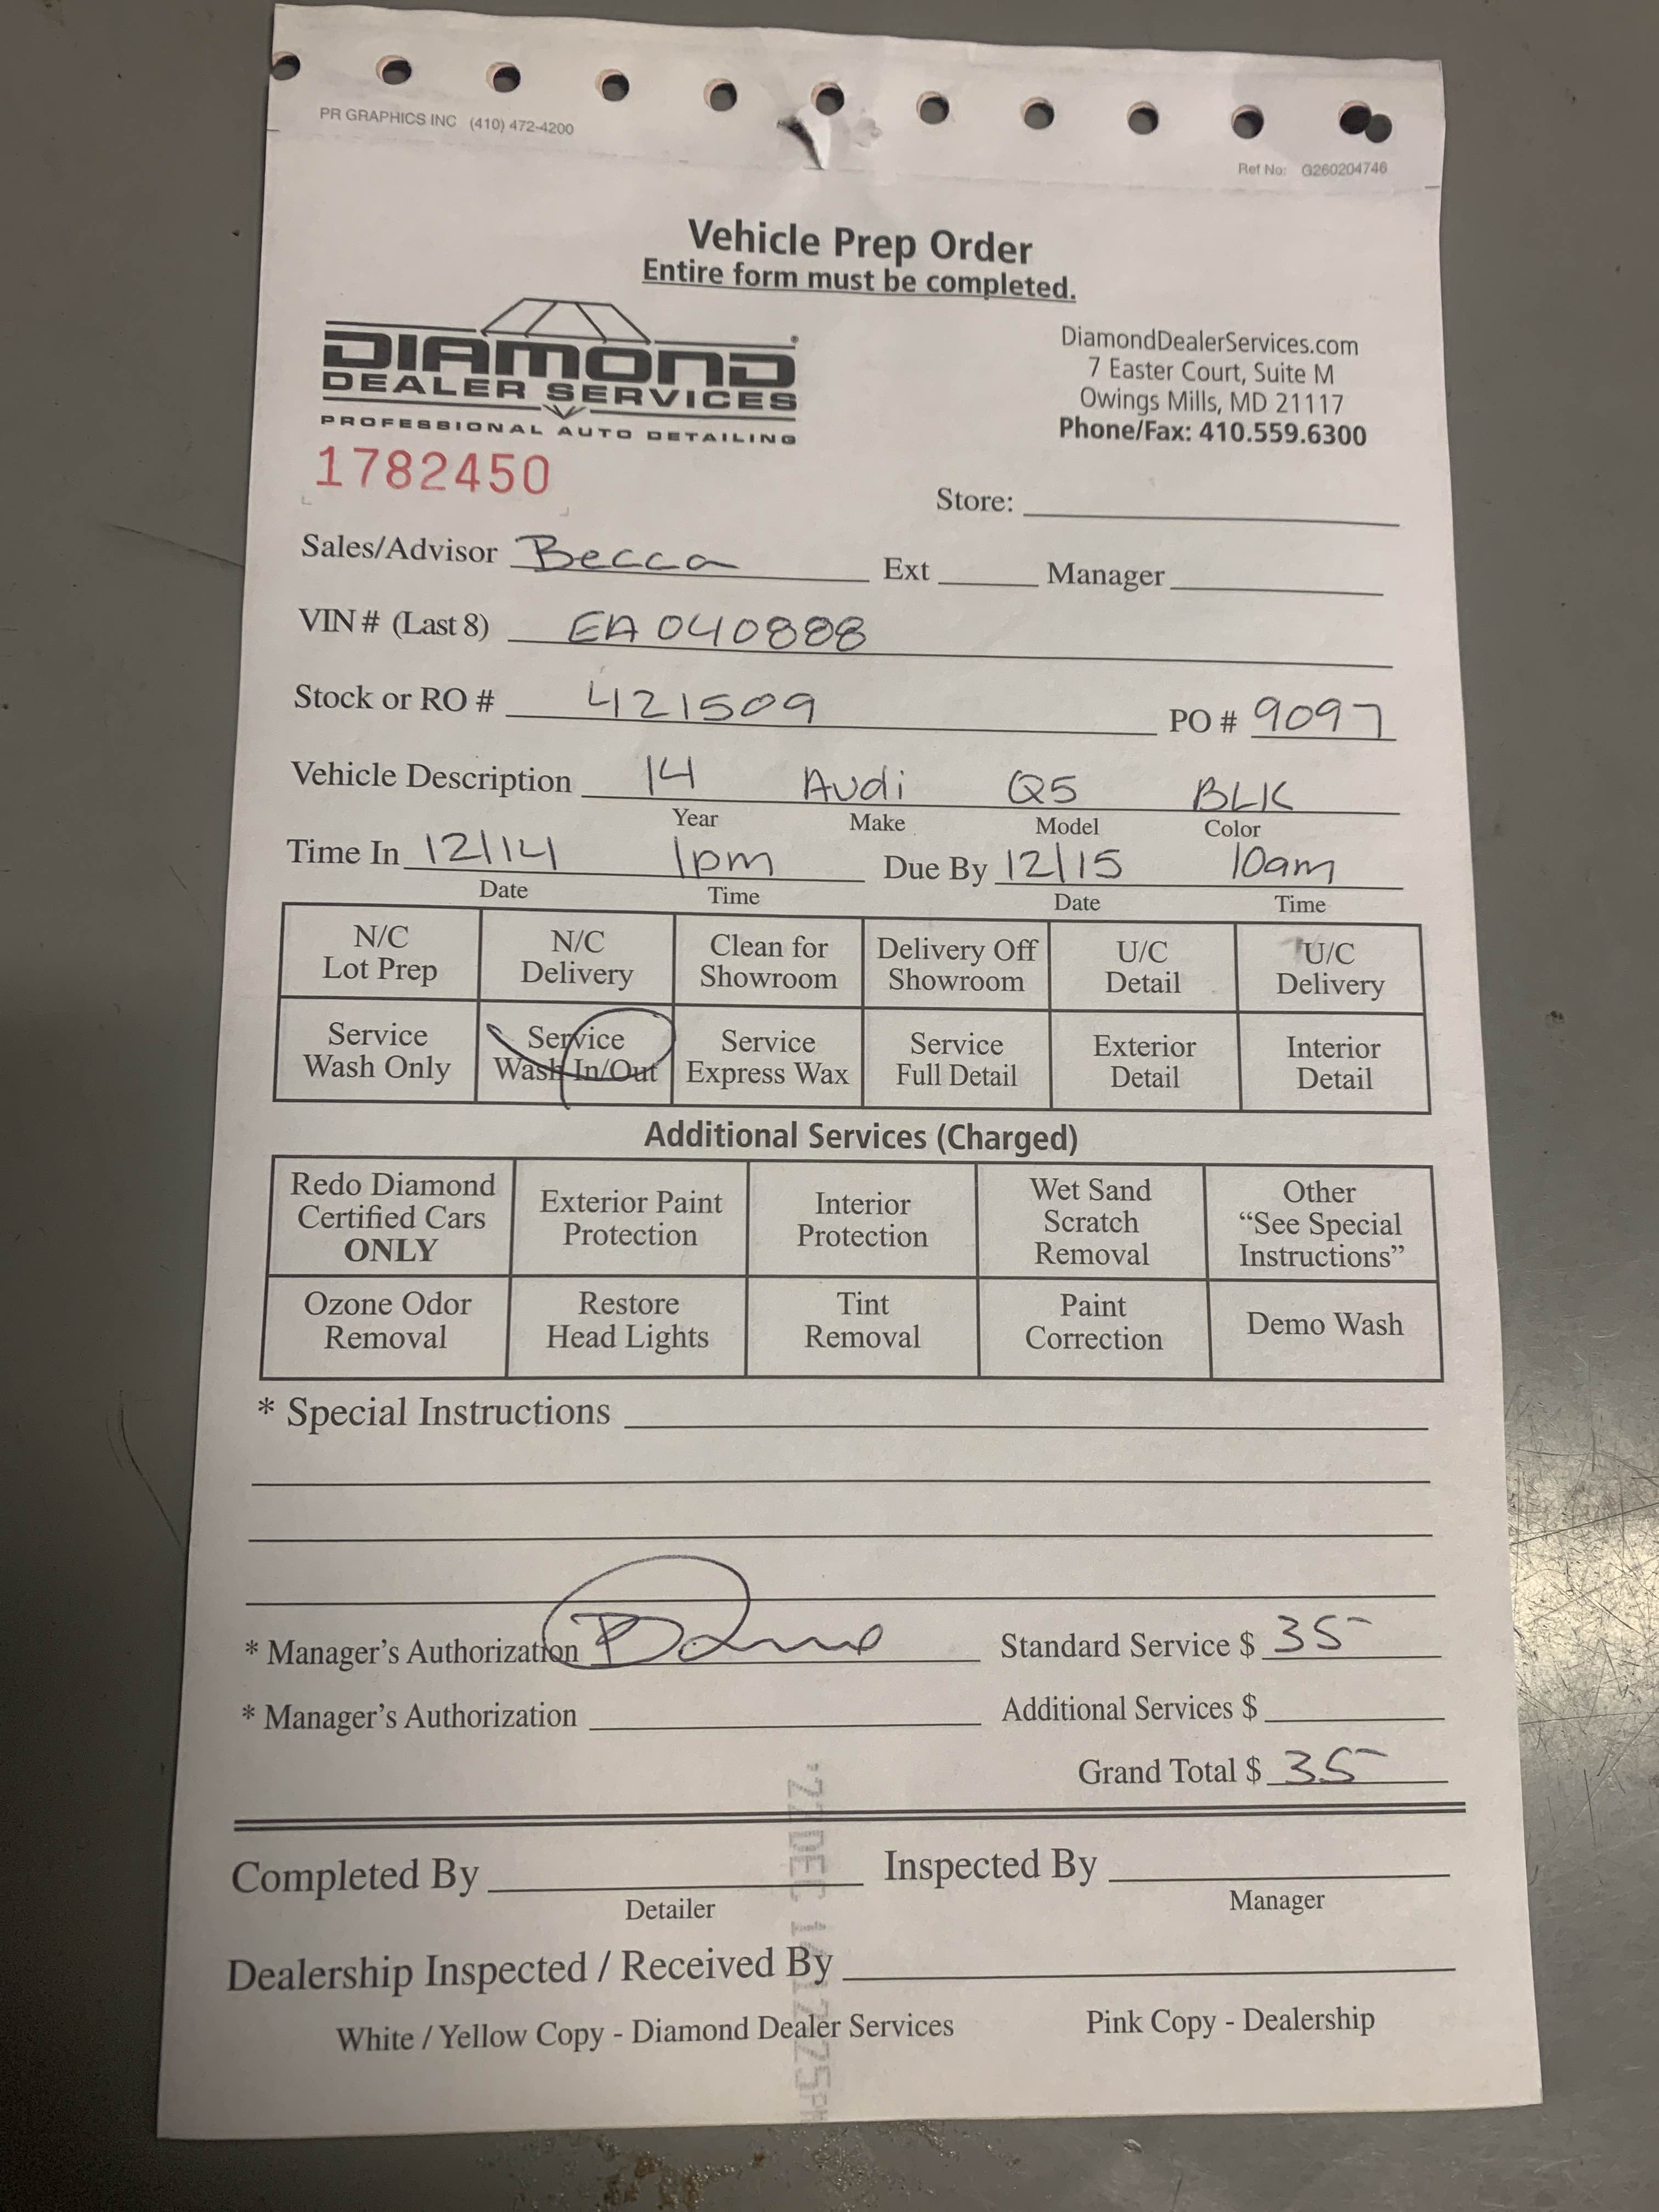 PR GRAPHICS INC (410) 472-4200
Ref No: G260204746
Vehicle Prep Order
Entire form must be completed.
DIAMOND
DEALER SERVICES
PROFESSIONAL AUTO DETAILING
DiamondDealerServices.com
7 Easter Court, Suite M
Owings Mills, MD 21117
Phone/Fax: 410.559.6300
1782450
Store:
Sales/Advisor Becca Ext Manager
VIN # (Last 8) EA040888
Stock or RO # 421509 PO # 9097
Vehicle Description 14 Audi Q5 BLK
Year Make Model Color
Time In 12/14 1pm Due By 12/15 10am
Date Time Date Time
N/C Lot Prep
N/C Delivery
Clean for Showroom
Delivery Off Showroom
U/C Detail
U/C Delivery
Service Wash Only
Service Wash In/Out
Service Express Wax
Service Full Detail
Exterior Detail
Interior Detail
Additional Services (Charged)
Redo Diamond Certified Cars ONLY
Exterior Paint Protection
Interior Protection
Wet Sand Scratch Removal
Other “See Special Instructions”
Ozone Odor Removal
Restore Head Lights
Tint Removal
Paint Correction
Demo Wash
* Special Instructions
* Manager's Authorization Standard Service $ 35-
* Manager's Authorization Additional Services $
Grand Total $ 35-
Completed By Inspected By
Detailer Manager
Dealership Inspected / Received By
White / Yellow Copy - Diamond Dealer Services Pink Copy - Dealership
'22DEC 14